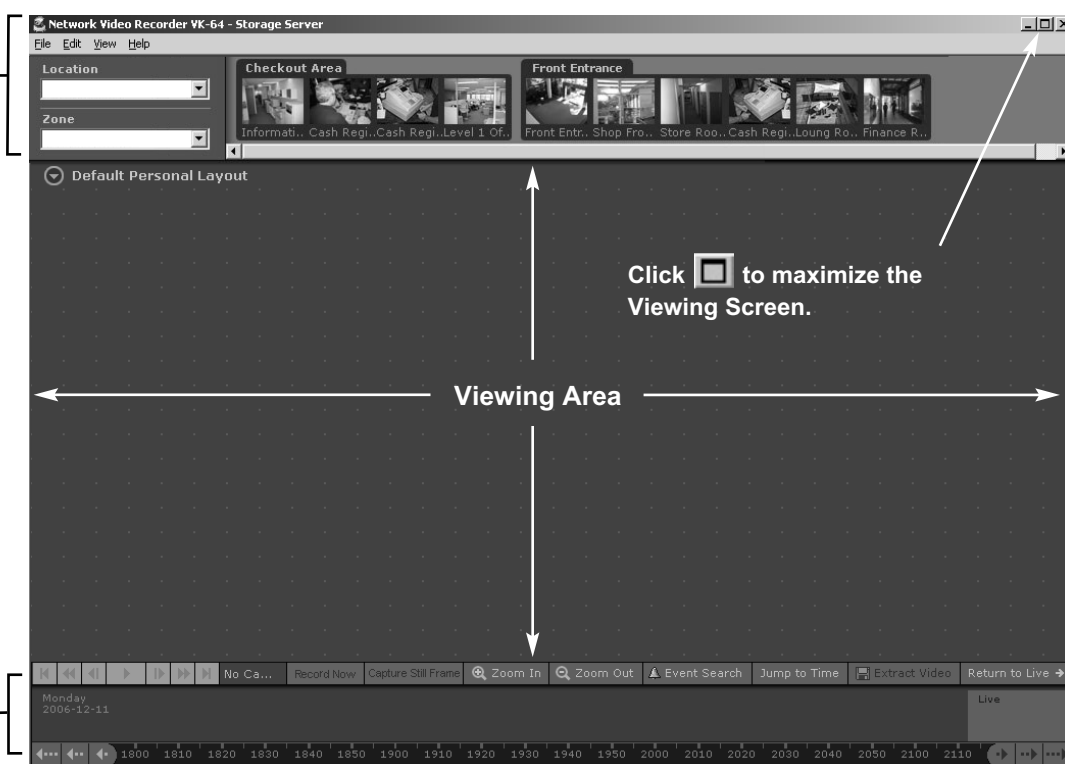 Network Video Recorder VK-64 - Storage Server
File Edit View Help
Location
Zone
Checkout Area
Informati.. Cash Regi..Cash Regi..Level 1 Of..
Front Entrance
Front Entr.. Shop Fro.. Store Roo.. Cash Regi..Loung Ro.. Finance R..
Default Personal Layout
Click to maximize the
Viewing Screen.
Viewing Area
No Ca... Record Now Capture Still Frame Zoom In Zoom Out Event Search Jump to Time Extract Video Return to Live
Monday
2006-12-11
Live
1800 1810 1820 1830 1840 1850 1900 1910 1920 1930 1940 1950 2000 2010 2020 2030 2040 2050 2100 2110